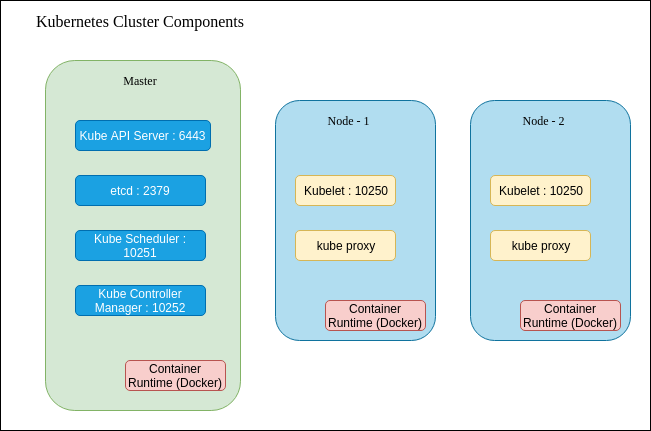 Kubernetes Cluster Components
Master
Kube API Server : 6443
etcd : 2379
Kube Scheduler :
10251
Kube Controller
Manager : 10252
Container
Runtime (Docker)
Node - 1
Kubelet : 10250
kube proxy
Container
Runtime (Docker)
Node - 2
Kubelet : 10250
kube proxy
Container
Runtime (Docker)